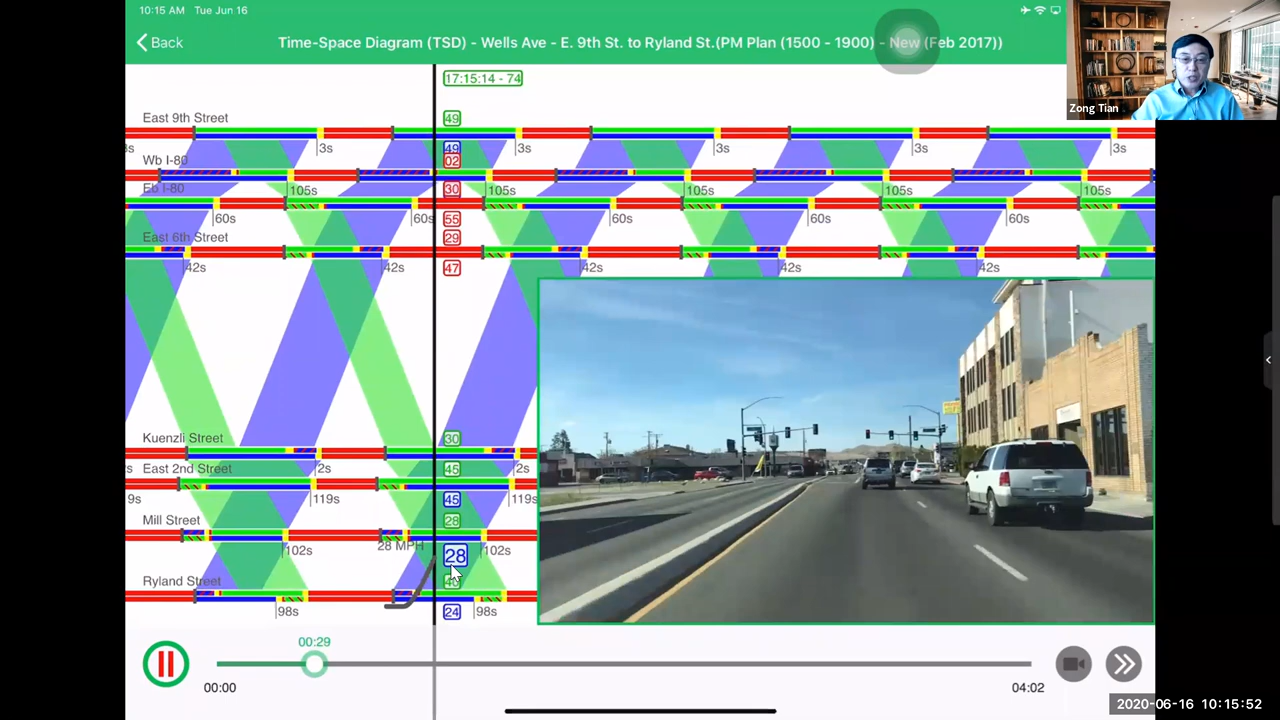 10:15 AM Tue Jun 16
Back
Time-Space Diagram (TSD) - Wells Ave - E. 9th St. to Ryland St.(PM Plan (1500 - 1900) - New (Feb 2017))
Zong Tian
17:15:14 - 74
East 9th Street
49
3s 3s 3s 3s 3s
49
Wb I-80
02
Eb I-80
30
105s 105s 105s 105s 105s
60s 60s 60s 60s 60s
55
East 6th Street
29
42s 42s 42s 42s 42s
47
Kuenzli Street
30
2s 2s
East 2nd Street
45
9s 119s 119s
45
Mill Street
28
28 MPH
102s 102s
28
Ryland Street
98s 98s
24
00:29
00:00
04:02
2020-06-16 10:15:52